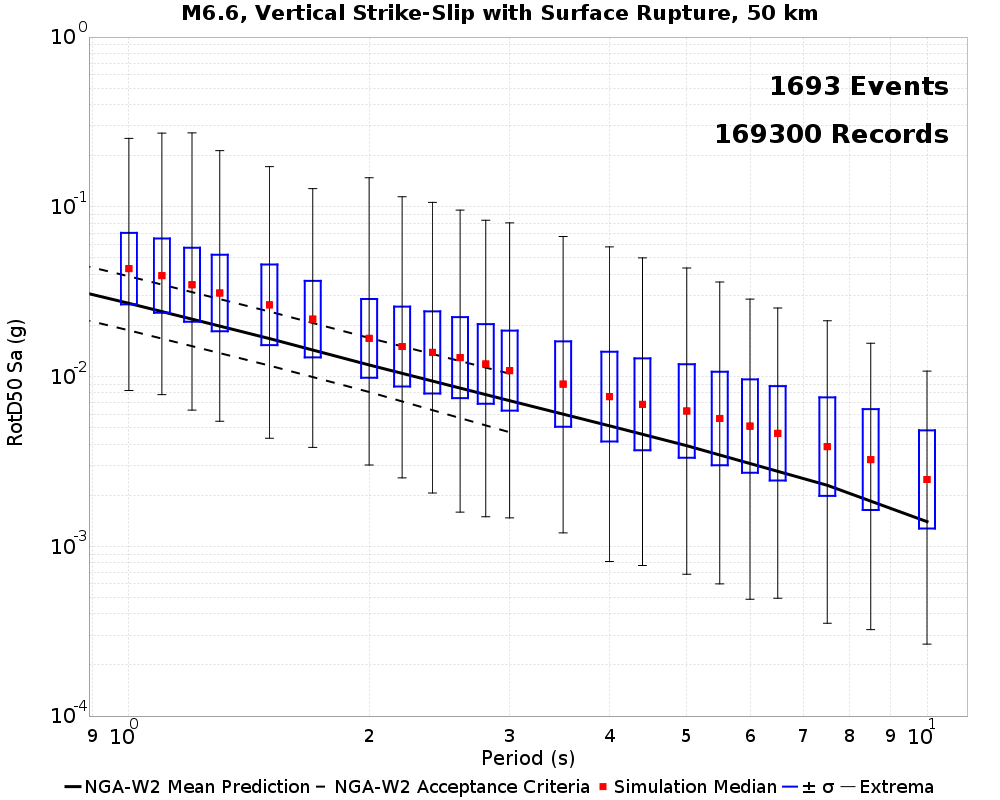 M6.6, Vertical Strike-Slip with Surface Rupture, 50 km
1693 Events
169300 Records
RotD50 Sa (g)
10^0
10^-1
10^-2
10^-3
10^-4
9 10^0 2 3 4 5 6 7 8 9 10^1
Period (s)
NGA-W2 Mean Prediction NGA-W2 Acceptance Criteria Simulation Median ± σ Extrema